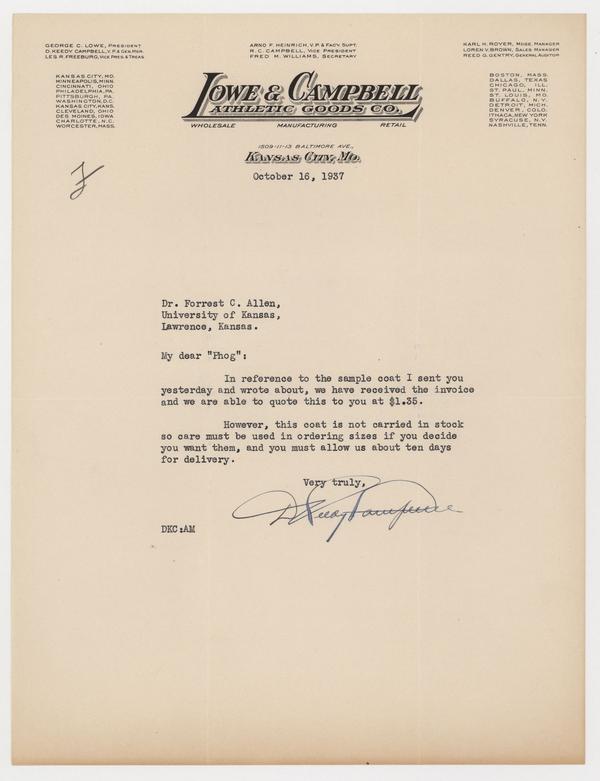 GEORGE C. LOWE, PRESIDENT
D. KEEDY CAMPBELL, V.P. & GEN. MGR.
LES R. FREEBURG, VICE PRES. & TREAS
ARNO F. HEINRICH, V.P. & FACY. SUPT.
R.C. CAMPBELL, VICE PRESIDENT
FRED M. WILLIAMS, SECRETARY
KARL H. ROYER, MDSE. MANAGER
LOREN V. BROWN, SALES MANAGER
REED G. GENTRY, GENERAL AUDITOR
KANSAS CITY, MO.
MINNEAPOLIS, MINN.
CINCINNATI, OHIO
PHILADELPHIA, PA.
PITTSBURGH, PA.
WASHINGTON, D.C.
KANSAS CITY, KANS.
CLEVELAND, OHIO
DES MOINES, IOWA
CHARLOTTE, N.C.
WORCESTER, MASS.
LOWE & CAMPBELL
ATHLETIC GOODS CO.
WHOLESALE MANUFACTURING RETAIL
BOSTON, MASS.
DALLAS, TEXAS
CHICAGO, ILL.
ST. PAUL, MINN.
ST. LOUIS, MO.
BUFFALO, N.Y.
DETROIT, MICH.
DENVER, COLO.
ITHACA, NEW YORK
SYRACUSE, N.Y.
NASHVILLE, TENN.
1509-11-13 BALTIMORE AVE.,
KANSAS CITY, MO.
October 16, 1937
Dr. Forrest C. Allen,
University of Kansas,
Lawrence, Kansas.
My dear "Phog":
In reference to the sample coat I sent you
yesterday and wrote about, we have received the invoice
and we are able to quote this to you at $1.35.
However, this coat is not carried in stock
so care must be used in ordering sizes if you decide
you want them, and you must allow us about ten days
for delivery.
Very truly,
D Keedy Campbell
DKC:AM